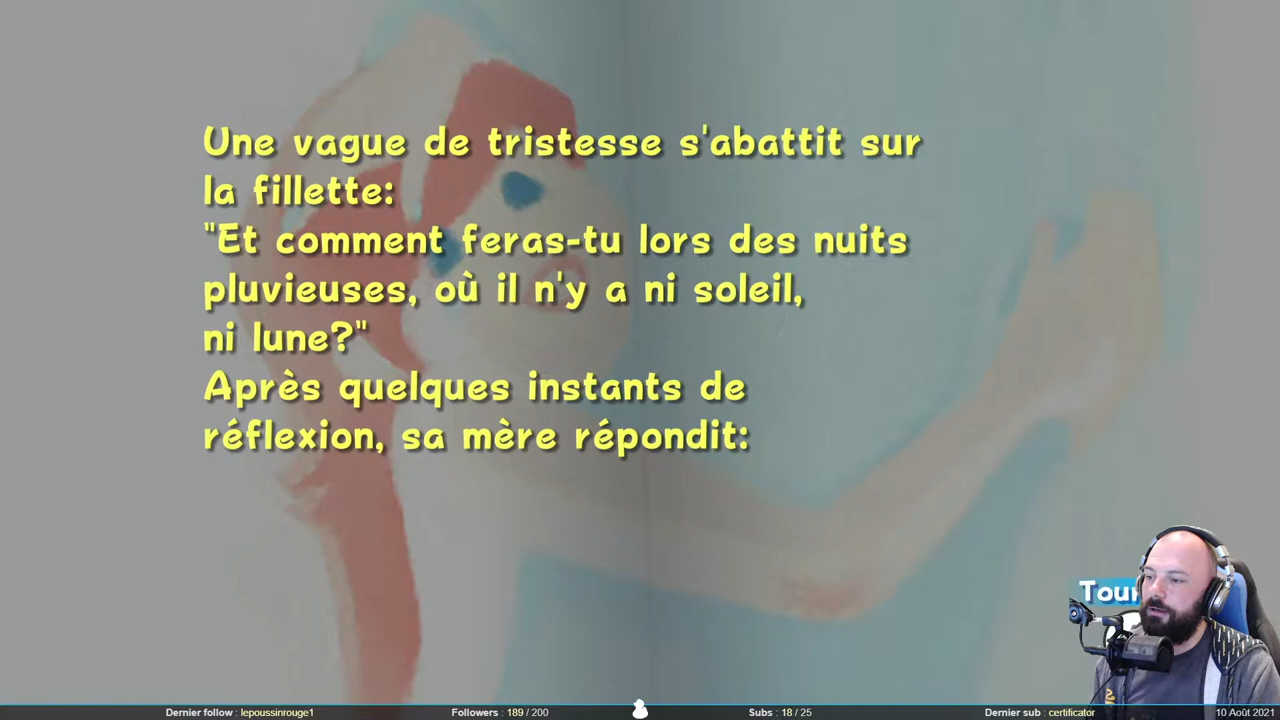 Une vague de tristesse s'abattit sur
la fillette:
"Et comment feras-tu lors des nuits
pluvieuses, où il n'y a ni soleil,
ni lune?"
Après quelques instants de
réflexion, sa mère répondit:
Dernier follow : lepoussinrouge1
Followers : 189 / 200
Subs : 18 / 25
Dernier sub : certificator
10 Août 2021